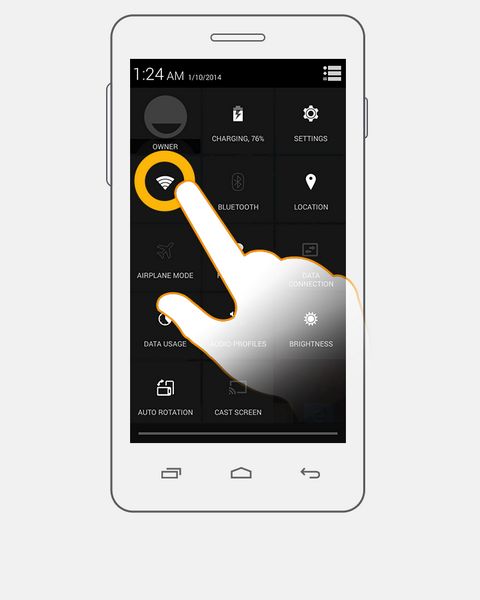 1:24 AM 1/10/2014
OWNER
CHARGING, 76%
SETTINGS
BLUETOOTH
LOCATION
AIRPLANE MODE
DATA
CONNECTION
DATA USAGE
AUDIO PROFILES
BRIGHTNESS
AUTO ROTATION
CAST SCREEN